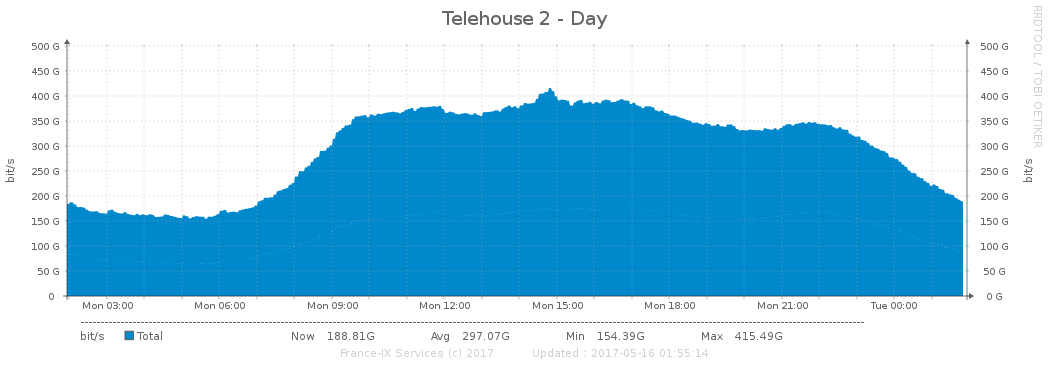 Telehouse 2 - Day
RRDTOOL / TOBI OETIKER
500 G 500 G
450 G 450 G
400 G 400 G
350 G 350 G
300 G 300 G
250 G 250 G
200 G 200 G
150 G 150 G
100 G 100 G
50 G 50 G
0 0 G
bit/s
bit/s
Mon 03:00 Mon 06:00 Mon 09:00 Mon 12:00 Mon 15:00 Mon 18:00 Mon 21:00 Tue 00:00
bit/s Total Now 188.81G Avg 297.07G Min 154.39G Max 415.49G
France-IX Services (c) 2017 Updated : 2017-05-16 01:55:14